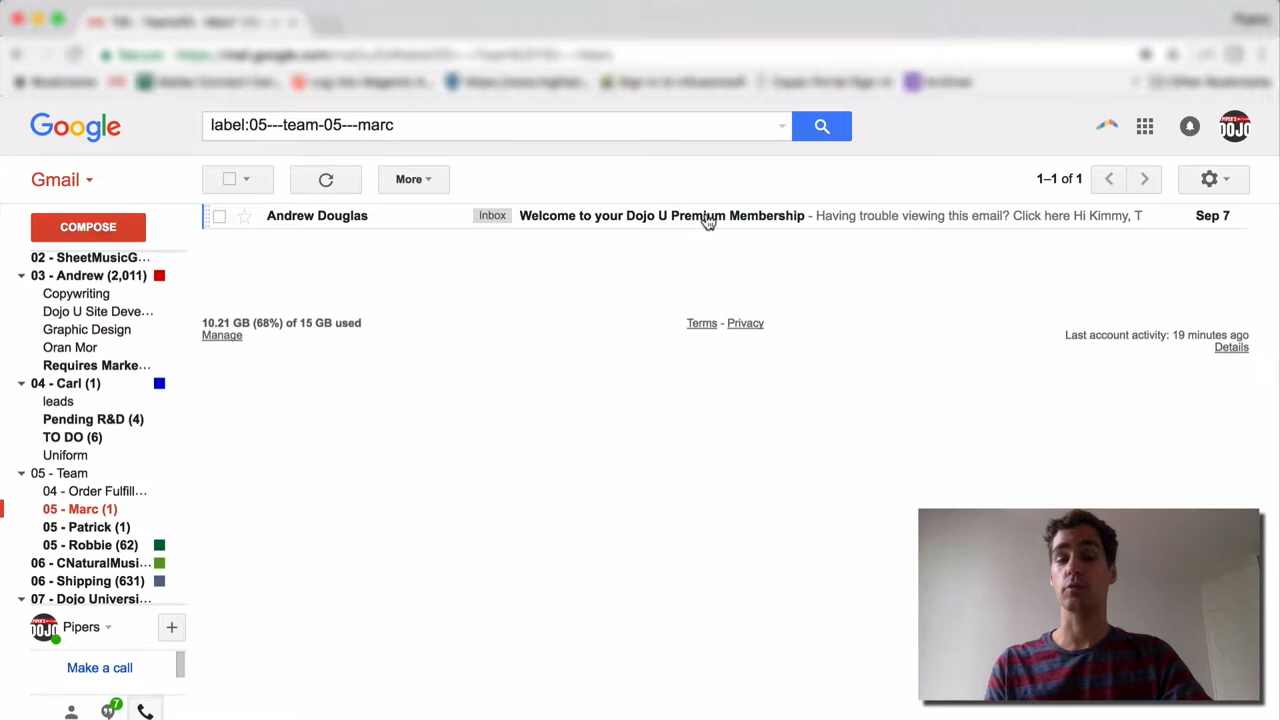 Google
label:05---team-05---marc
Gmail
More
1–1 of 1
COMPOSE
Andrew Douglas
Inbox
Welcome to your Dojo U Premium Membership - Having trouble viewing this email? Click here Hi Kimmy, T
Sep 7
02 - SheetMusicG...
03 - Andrew (2,011)
Copywriting
Dojo U Site Deve...
Graphic Design
Oran Mor
Requires Marke...
04 - Carl (1)
leads
Pending R&D (4)
TO DO (6)
Uniform
05 - Team
04 - Order Fulfill...
05 - Marc (1)
05 - Patrick (1)
05 - Robbie (62)
06 - CNaturalMusi...
06 - Shipping (631)
07 - Dojo Universi...
10.21 GB (68%) of 15 GB used
Manage
Terms - Privacy
Last account activity: 19 minutes ago
Details
PIPER'S
DOJO
Pipers
Make a call
7